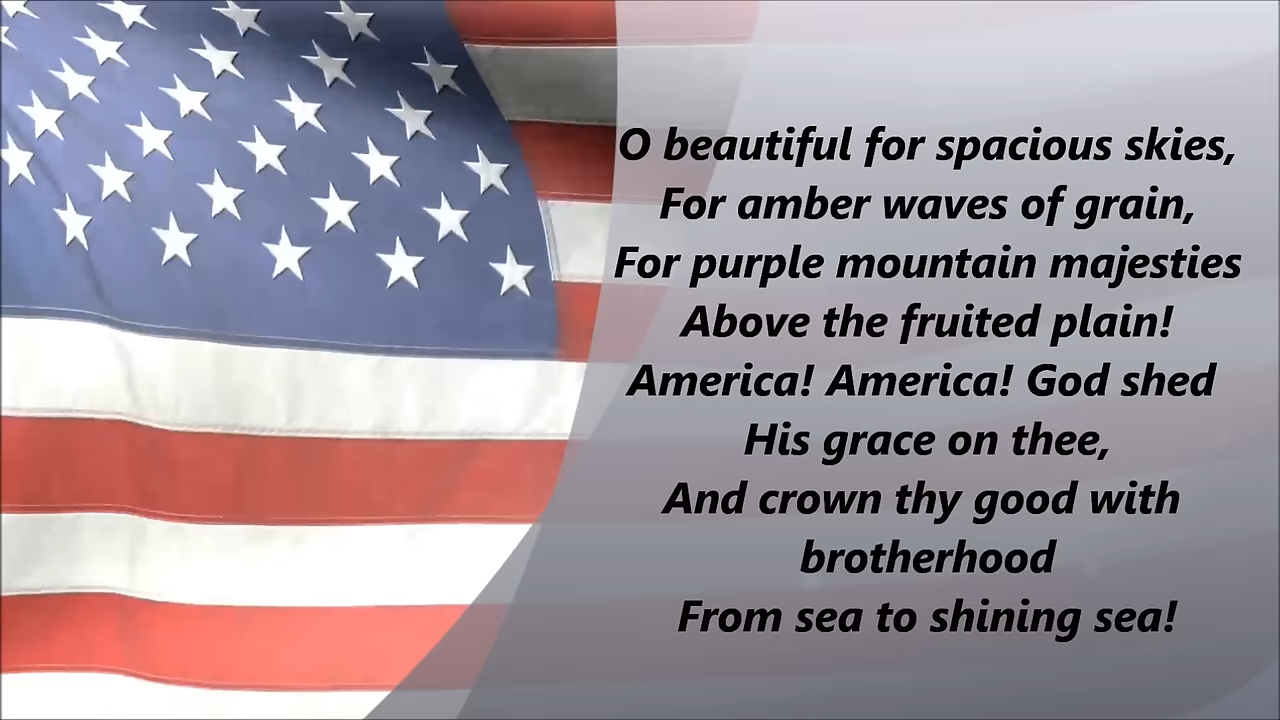 O beautiful for spacious skies,
For amber waves of grain,
For purple mountain majesties
Above the fruited plain!
America! America! God shed
His grace on thee,
And crown thy good with
brotherhood
From sea to shining sea!